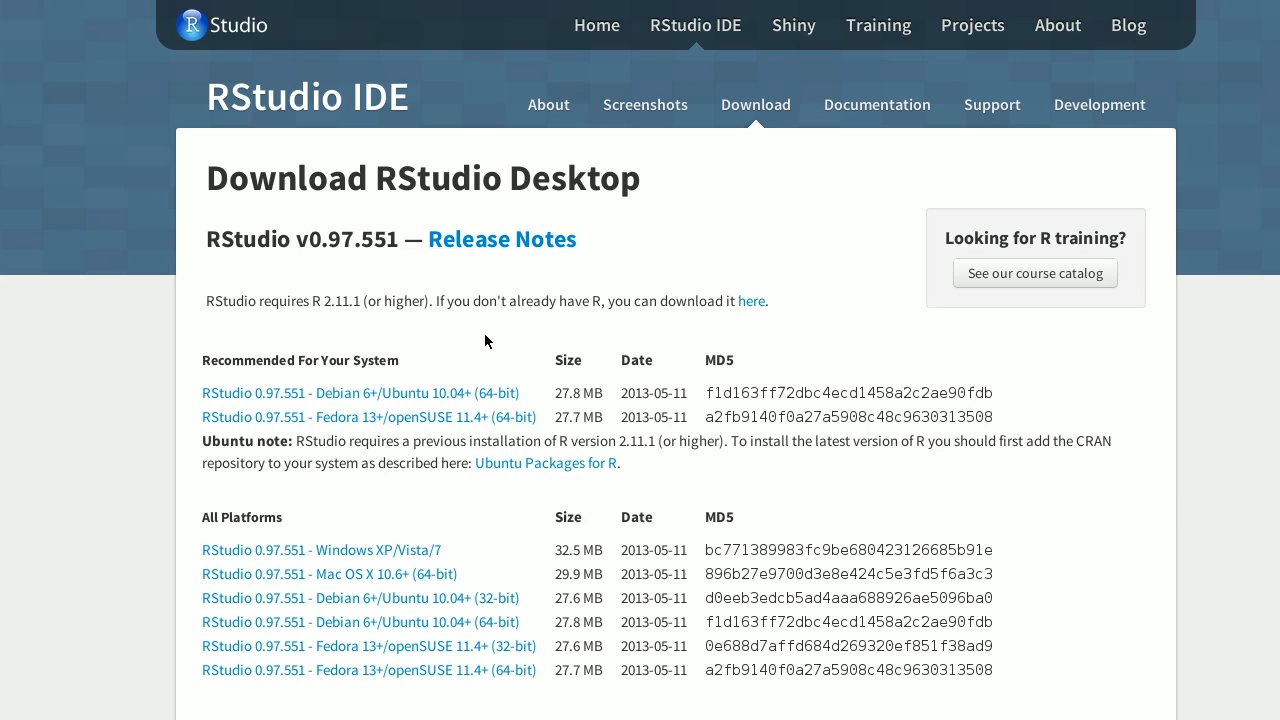 R Studio
Home RStudio IDE Shiny Training Projects About Blog
RStudio IDE
About Screenshots Download Documentation Support Development
Download RStudio Desktop
RStudio v0.97.551 — Release Notes
Looking for R training?
See our course catalog
RStudio requires R 2.11.1 (or higher). If you don't already have R, you can download it here.
Recommended For Your System Size Date MD5
RStudio 0.97.551 - Debian 6+/Ubuntu 10.04+ (64-bit) 27.8 MB 2013-05-11 f1d163ff72dbc4ecd1458a2c2ae90fdb
RStudio 0.97.551 - Fedora 13+/openSUSE 11.4+ (64-bit) 27.7 MB 2013-05-11 a2fb9140f0a27a5908c48c9630313508
Ubuntu note: RStudio requires a previous installation of R version 2.11.1 (or higher). To install the latest version of R you should first add the CRAN
repository to your system as described here: Ubuntu Packages for R.
All Platforms Size Date MD5
RStudio 0.97.551 - Windows XP/Vista/7 32.5 MB 2013-05-11 bc771389983fc9be680423126685b91e
RStudio 0.97.551 - Mac OS X 10.6+ (64-bit) 29.9 MB 2013-05-11 896b27e9700d3e8e424c5e3fd5f6a3c3
RStudio 0.97.551 - Debian 6+/Ubuntu 10.04+ (32-bit) 27.6 MB 2013-05-11 d0eeb3edcb5ad4aaa688926ae5096ba0
RStudio 0.97.551 - Debian 6+/Ubuntu 10.04+ (64-bit) 27.8 MB 2013-05-11 f1d163ff72dbc4ecd1458a2c2ae90fdb
RStudio 0.97.551 - Fedora 13+/openSUSE 11.4+ (32-bit) 27.6 MB 2013-05-11 0e688d7affd684d269320ef851f38ad9
RStudio 0.97.551 - Fedora 13+/openSUSE 11.4+ (64-bit) 27.7 MB 2013-05-11 a2fb9140f0a27a5908c48c9630313508